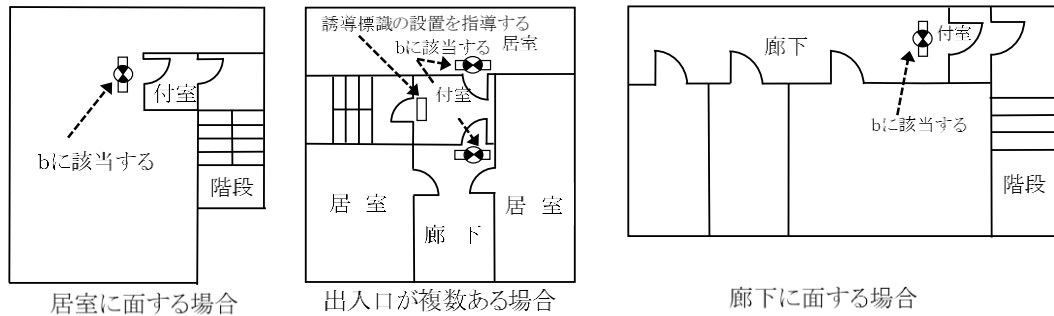 付室
bに該当する
階段
居室に面する場合
誘導標識の設置を指導する
bに該当する
居室
付室
居 室
居 室
廊 下
出入口が複数ある場合
廊下
付室
bに該当する
階段
廊下に面する場合